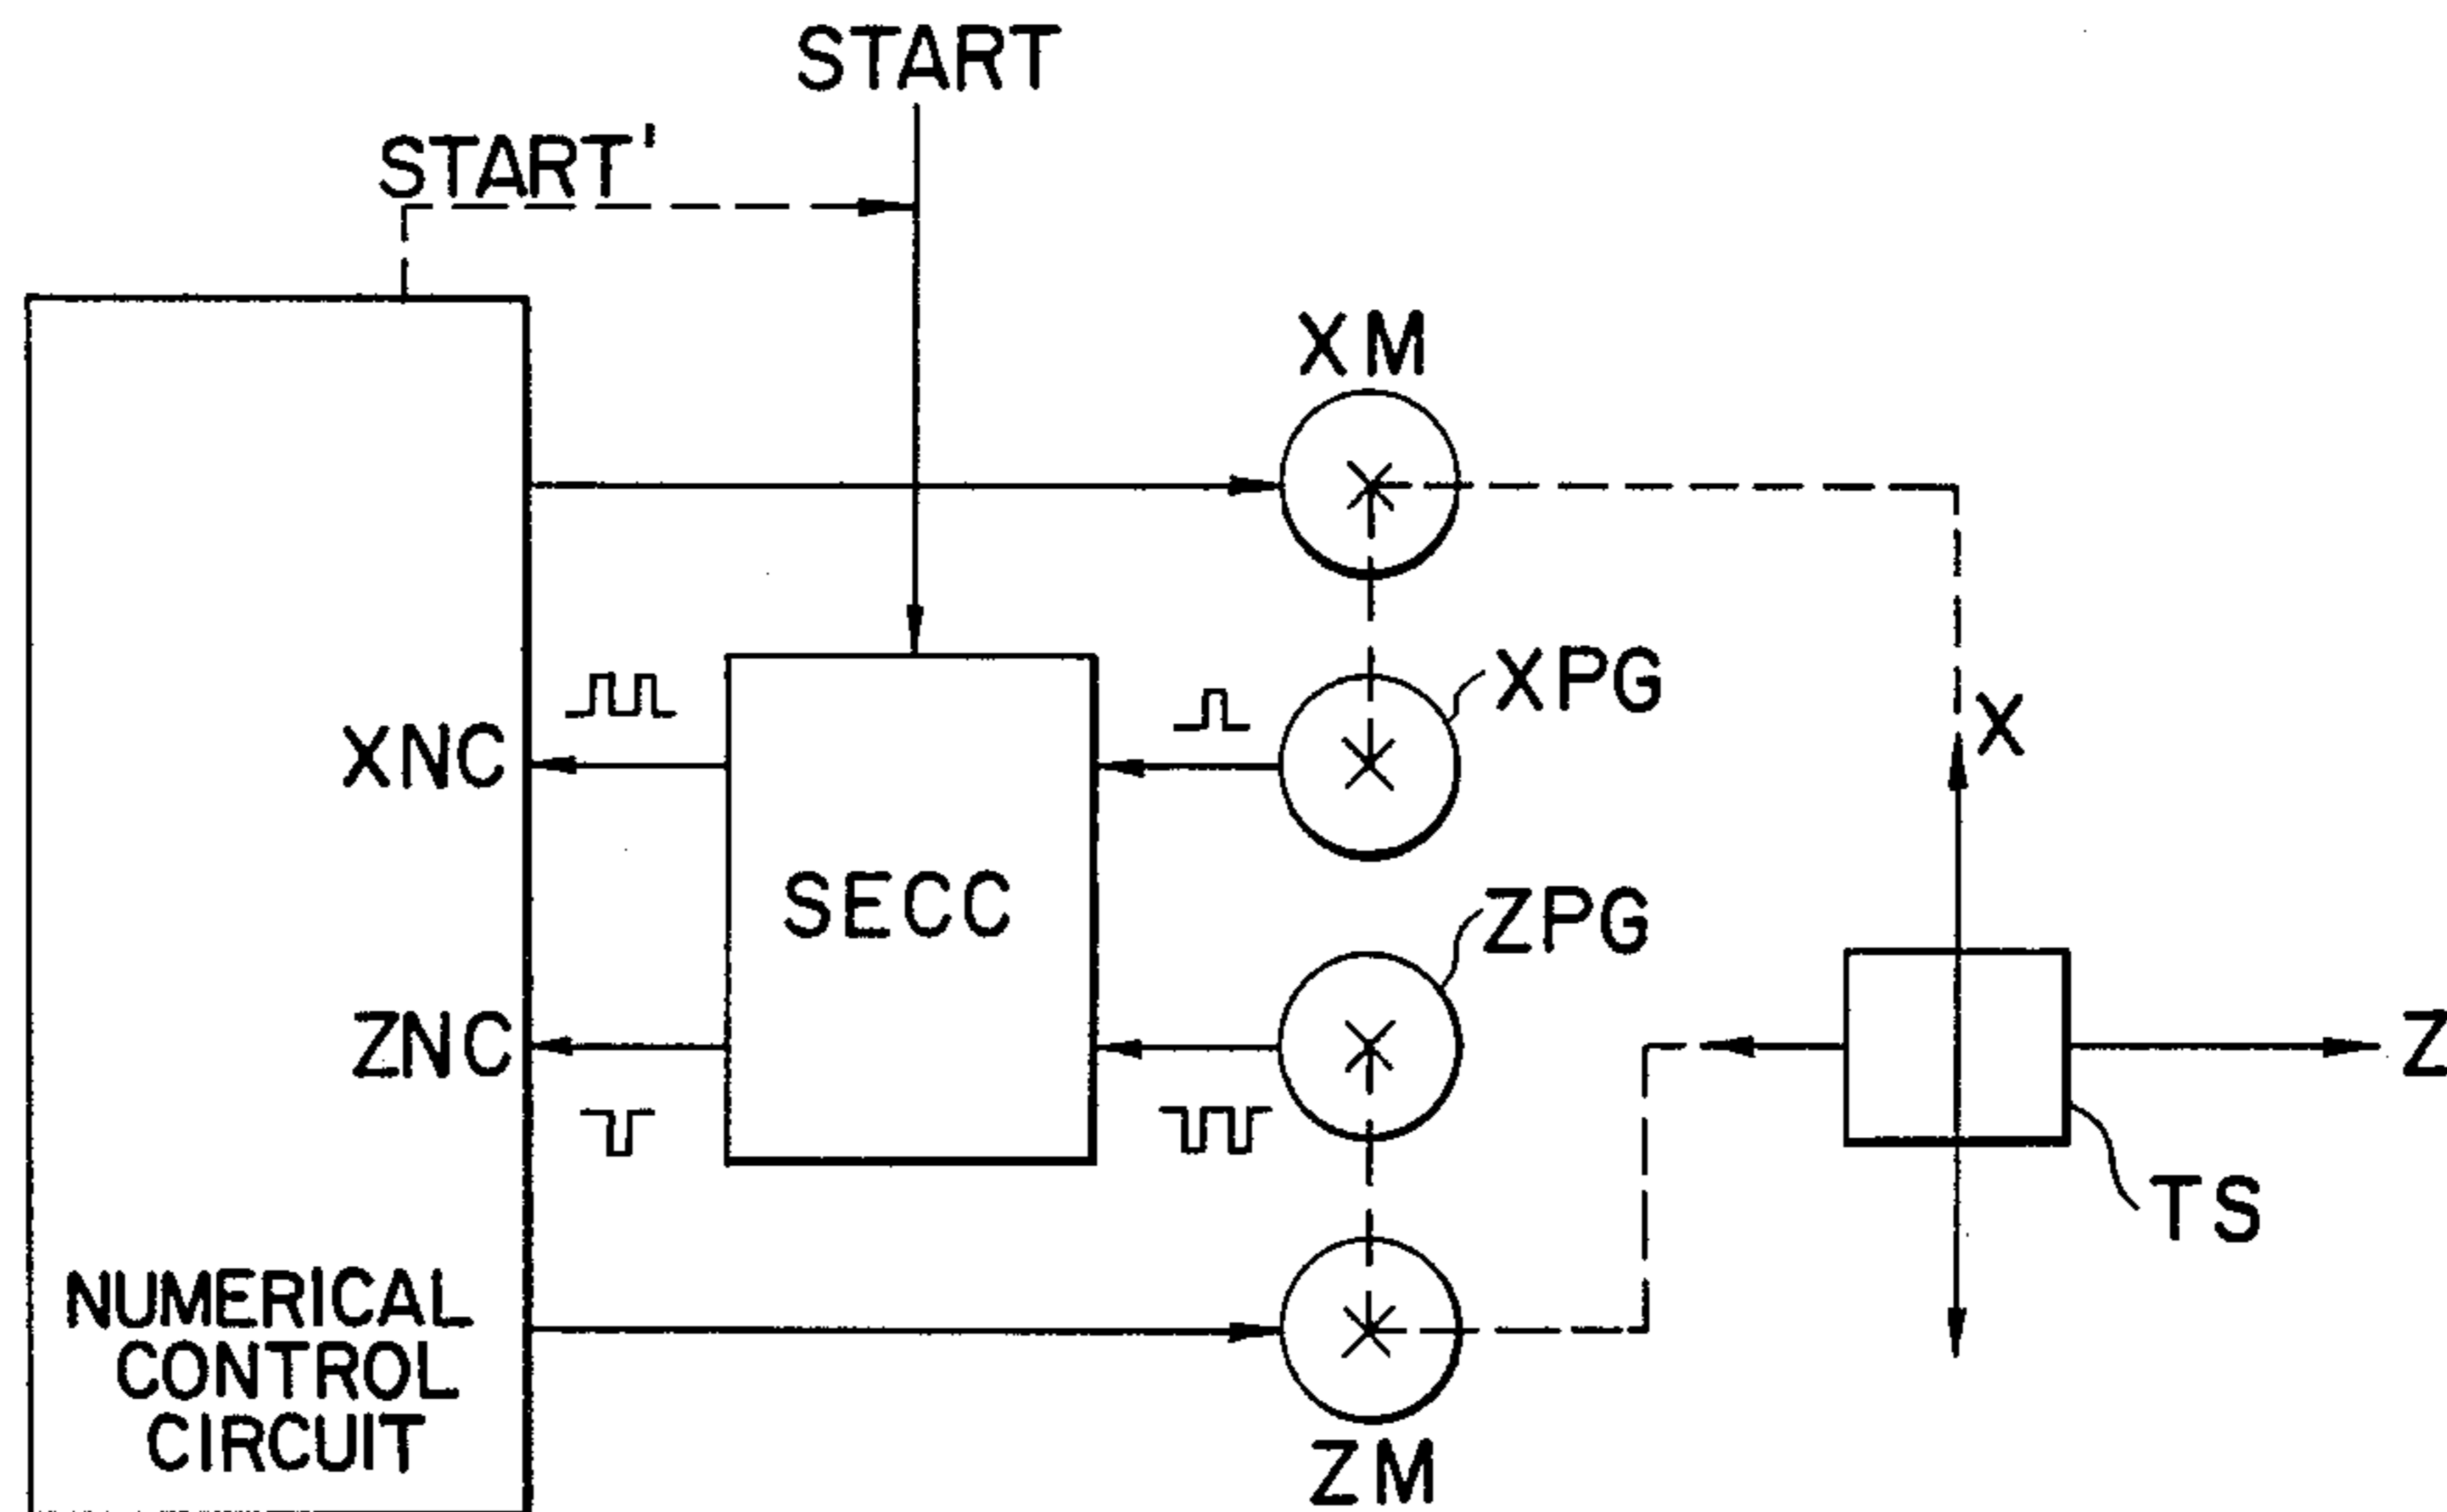 START
START'
XM
XPG
X
XNC
SECC
ZPG
ZNC
Z
TS
NUMERICAL
CONTROL
CIRCUIT
ZM